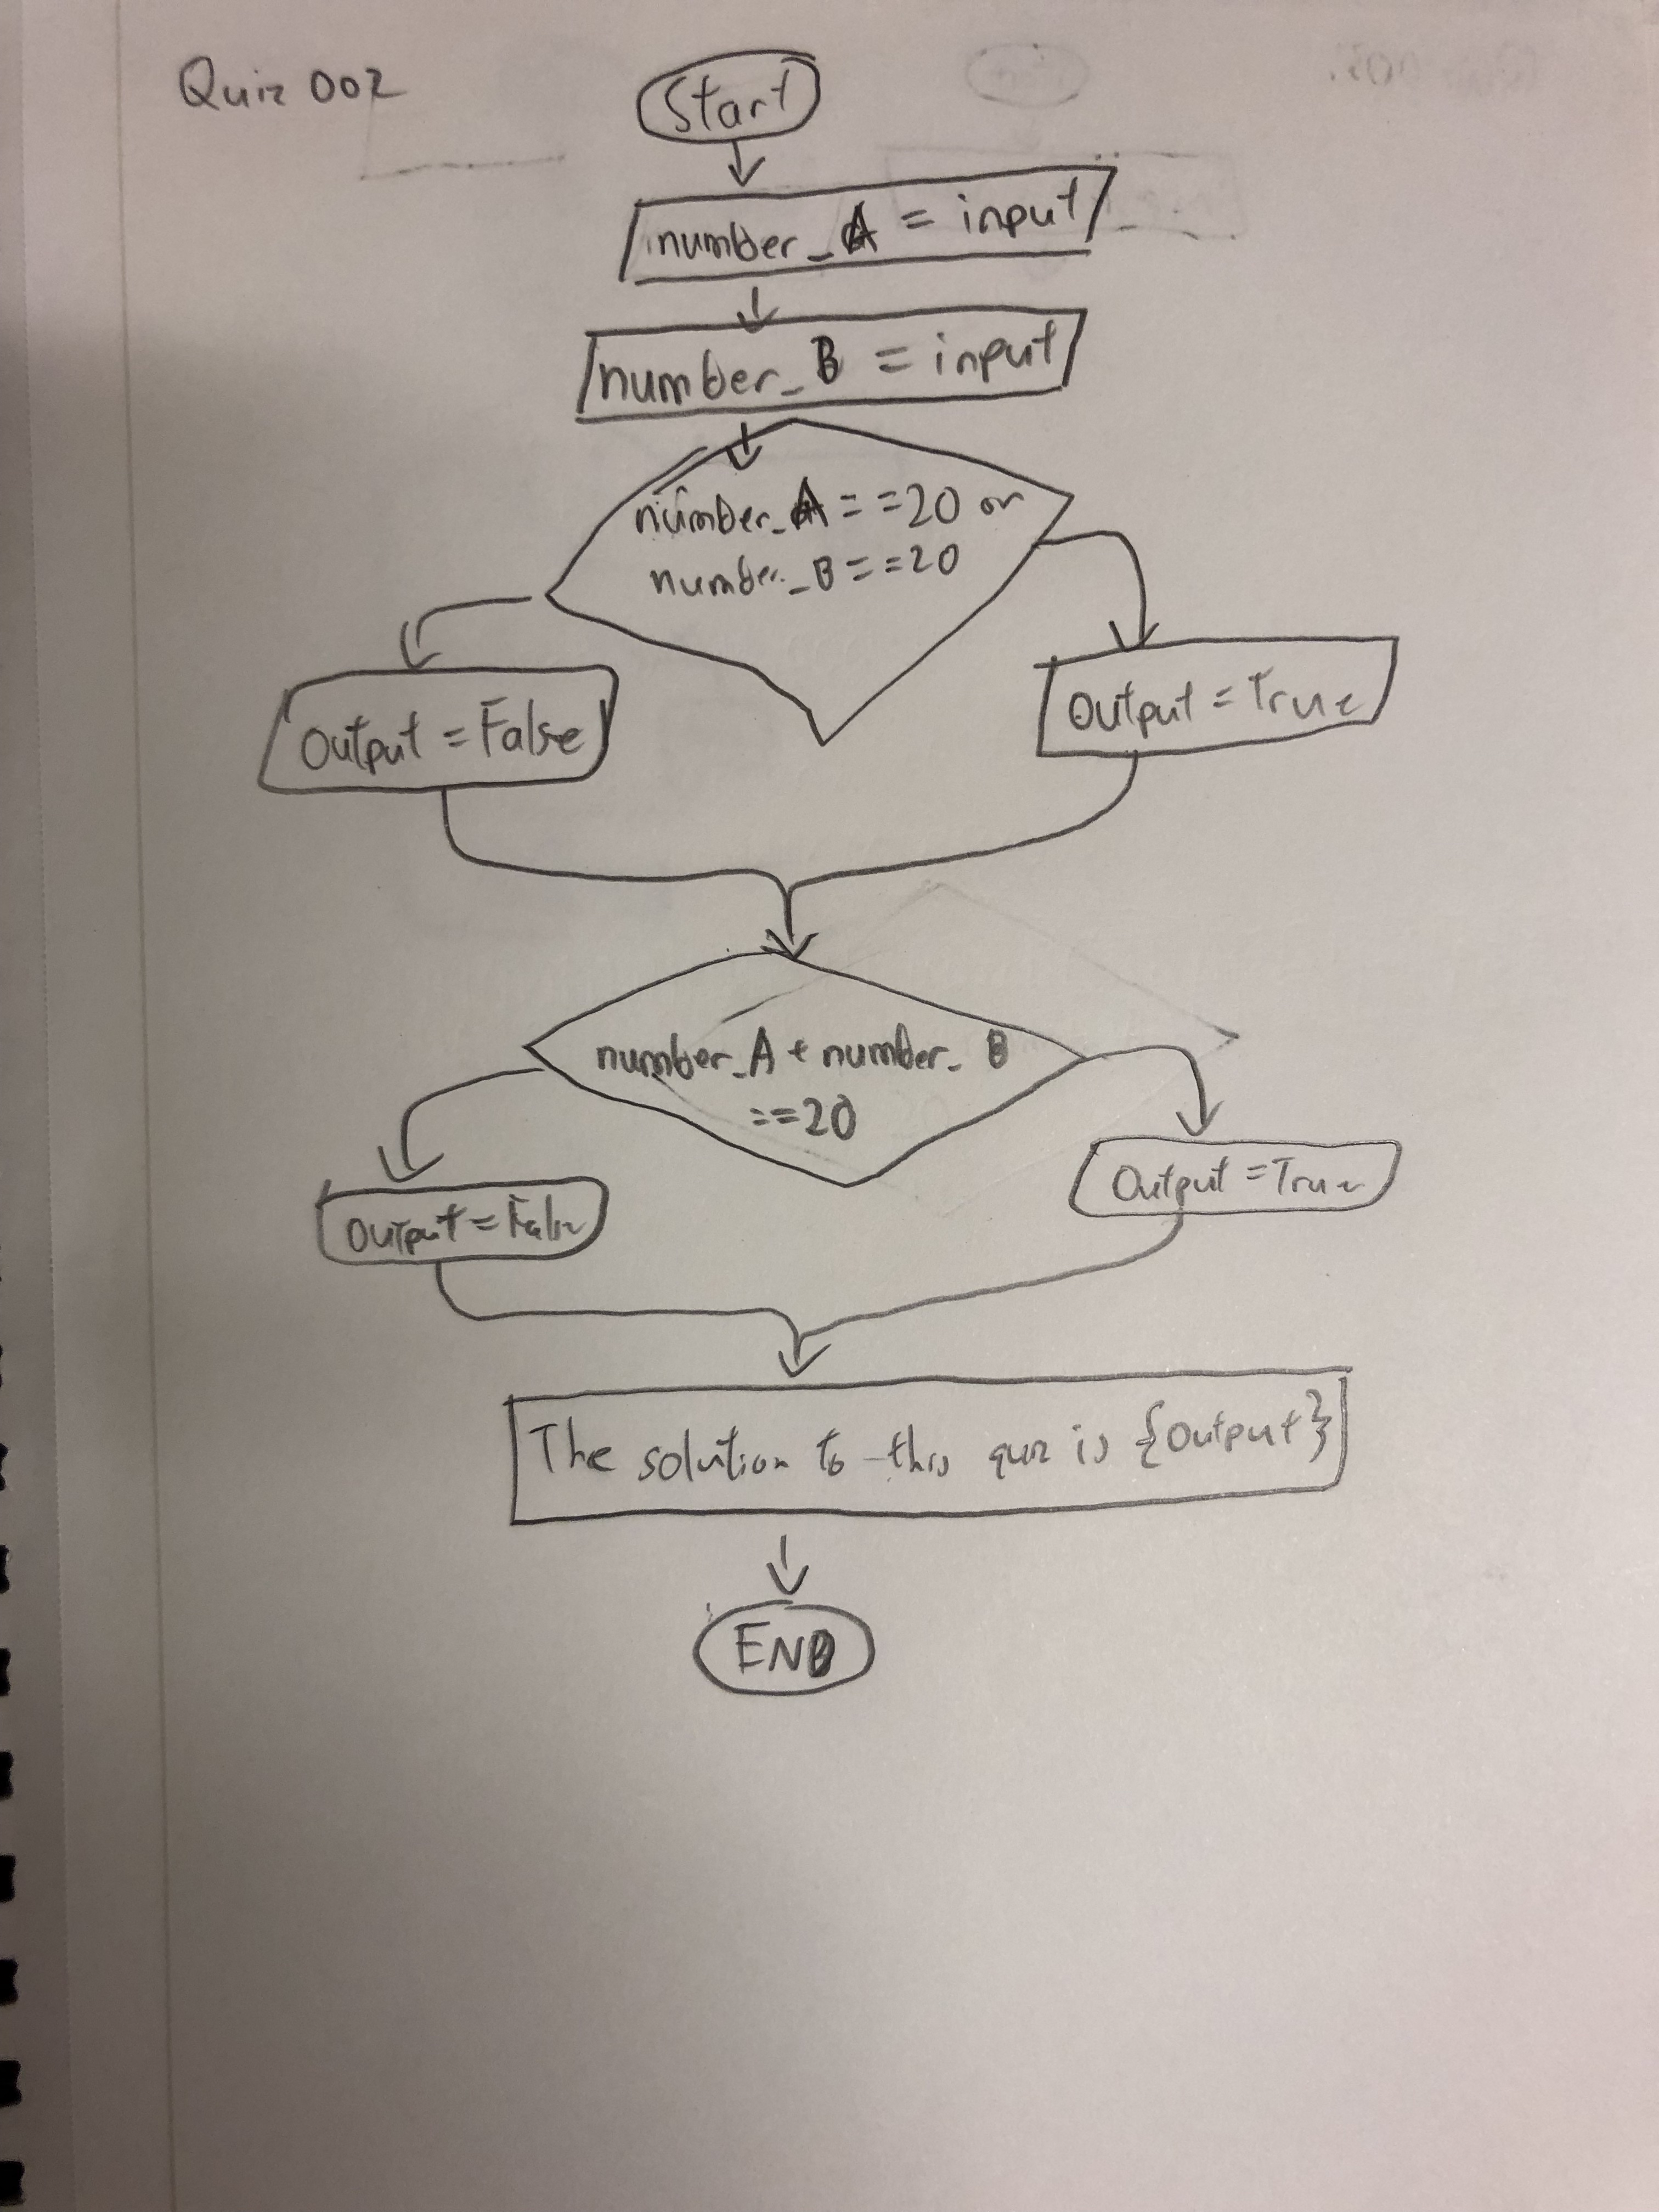 Quiz 002
Start
number_A = input
number_B = input
number_A==20 or
number_B==20
Output = False
Output = True
number_A + number_B
==20
Output = False
Output = True
The solution to this quiz is {Output}
END